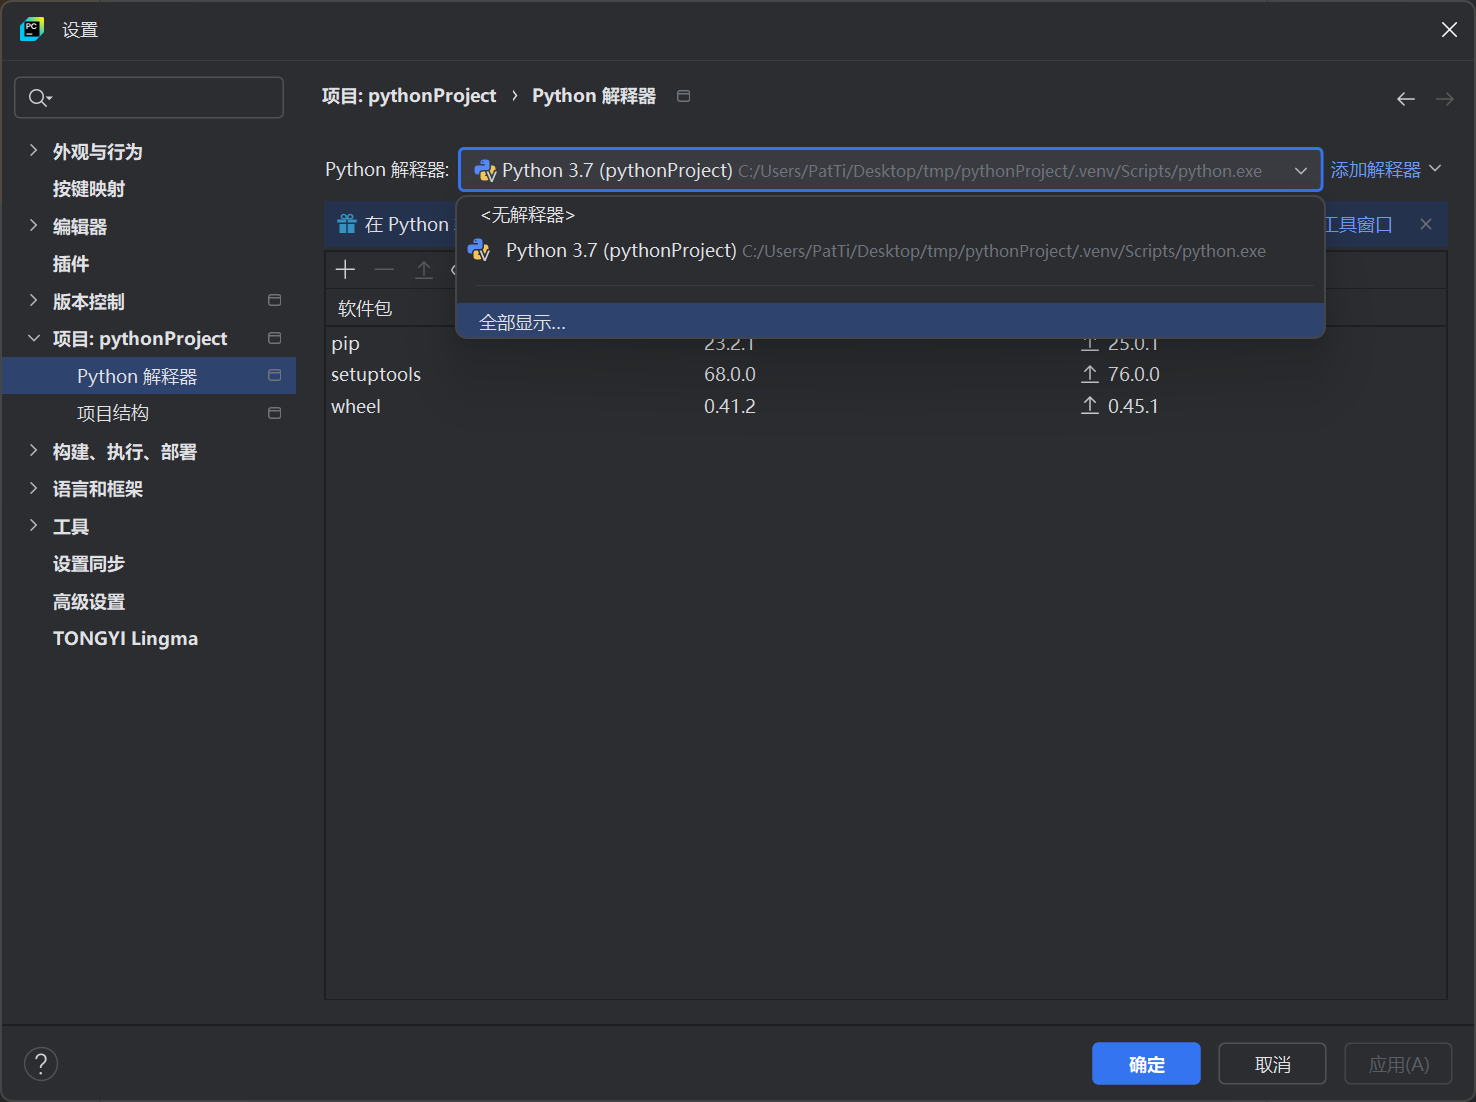 PC
设置
项目: pythonProject › Python 解释器
外观与行为
按键映射
编辑器
插件
版本控制
项目: pythonProject
Python 解释器
项目结构
构建、执行、部署
语言和框架
工具
设置同步
高级设置
TONGYI Lingma
Python 解释器: Python 3.7 (pythonProject) C:/Users/PatTi/Desktop/tmp/pythonProject/.venv/Scripts/python.exe 添加解释器
<无解释器>
在 Python 工具窗口
Python 3.7 (pythonProject) C:/Users/PatTi/Desktop/tmp/pythonProject/.venv/Scripts/python.exe
软件包
全部显示...
pip 23.2.1 25.0.1
setuptools 68.0.0 76.0.0
wheel 0.41.2 0.45.1
? 确定 取消 应用(A)